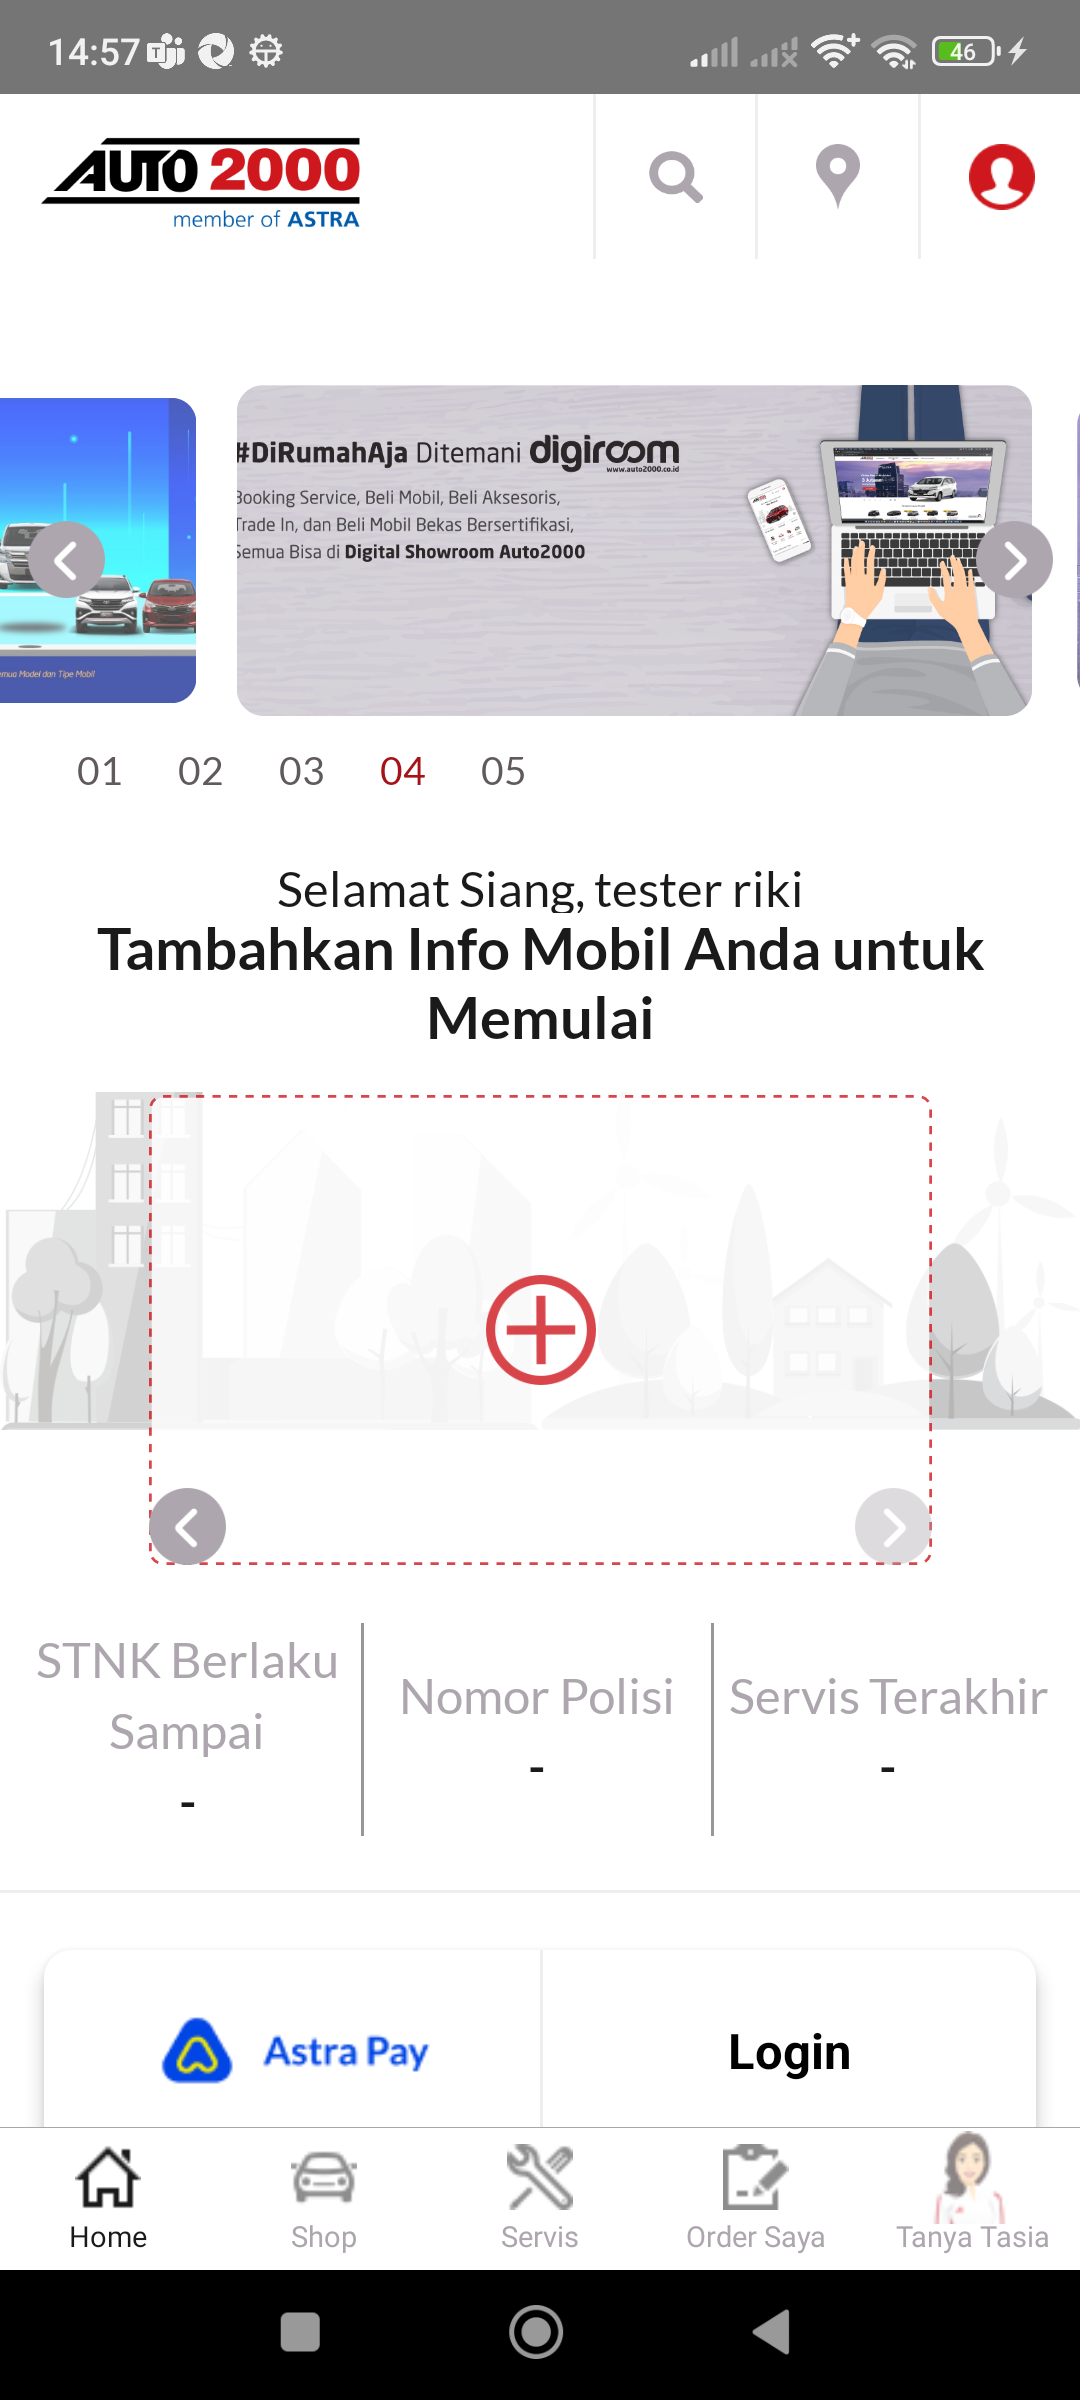 14:57
46
AUTO 2000
member of ASTRA
#DiRumahAja Ditemani digiroom
www.auto2000.co.id
Booking Service, Beli Mobil, Beli Aksesoris,
Trade In, dan Beli Mobil Bekas Bersertifikasi,
Semua Bisa di Digital Showroom Auto2000
emua Model dan Tipe Mobil
01 02 03 04 05
Selamat Siang, tester riki
Tambahkan Info Mobil Anda untuk
Memulai
STNK Berlaku
Sampai
-
Nomor Polisi
-
Servis Terakhir
-
Astra Pay
Login
Home
Shop
Servis
Order Saya
Tanya Tasia